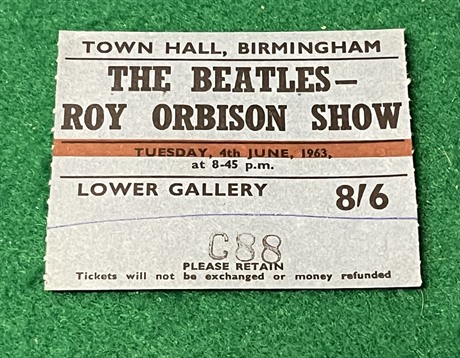 TOWN HALL, BIRMINGHAM
THE BEATLES—
ROY ORBISON SHOW
TUESDAY, 4th JUNE, 1963,
at 8-45 p.m.
LOWER GALLERY 8/6
C88
PLEASE RETAIN
Tickets will not be exchanged or money refunded